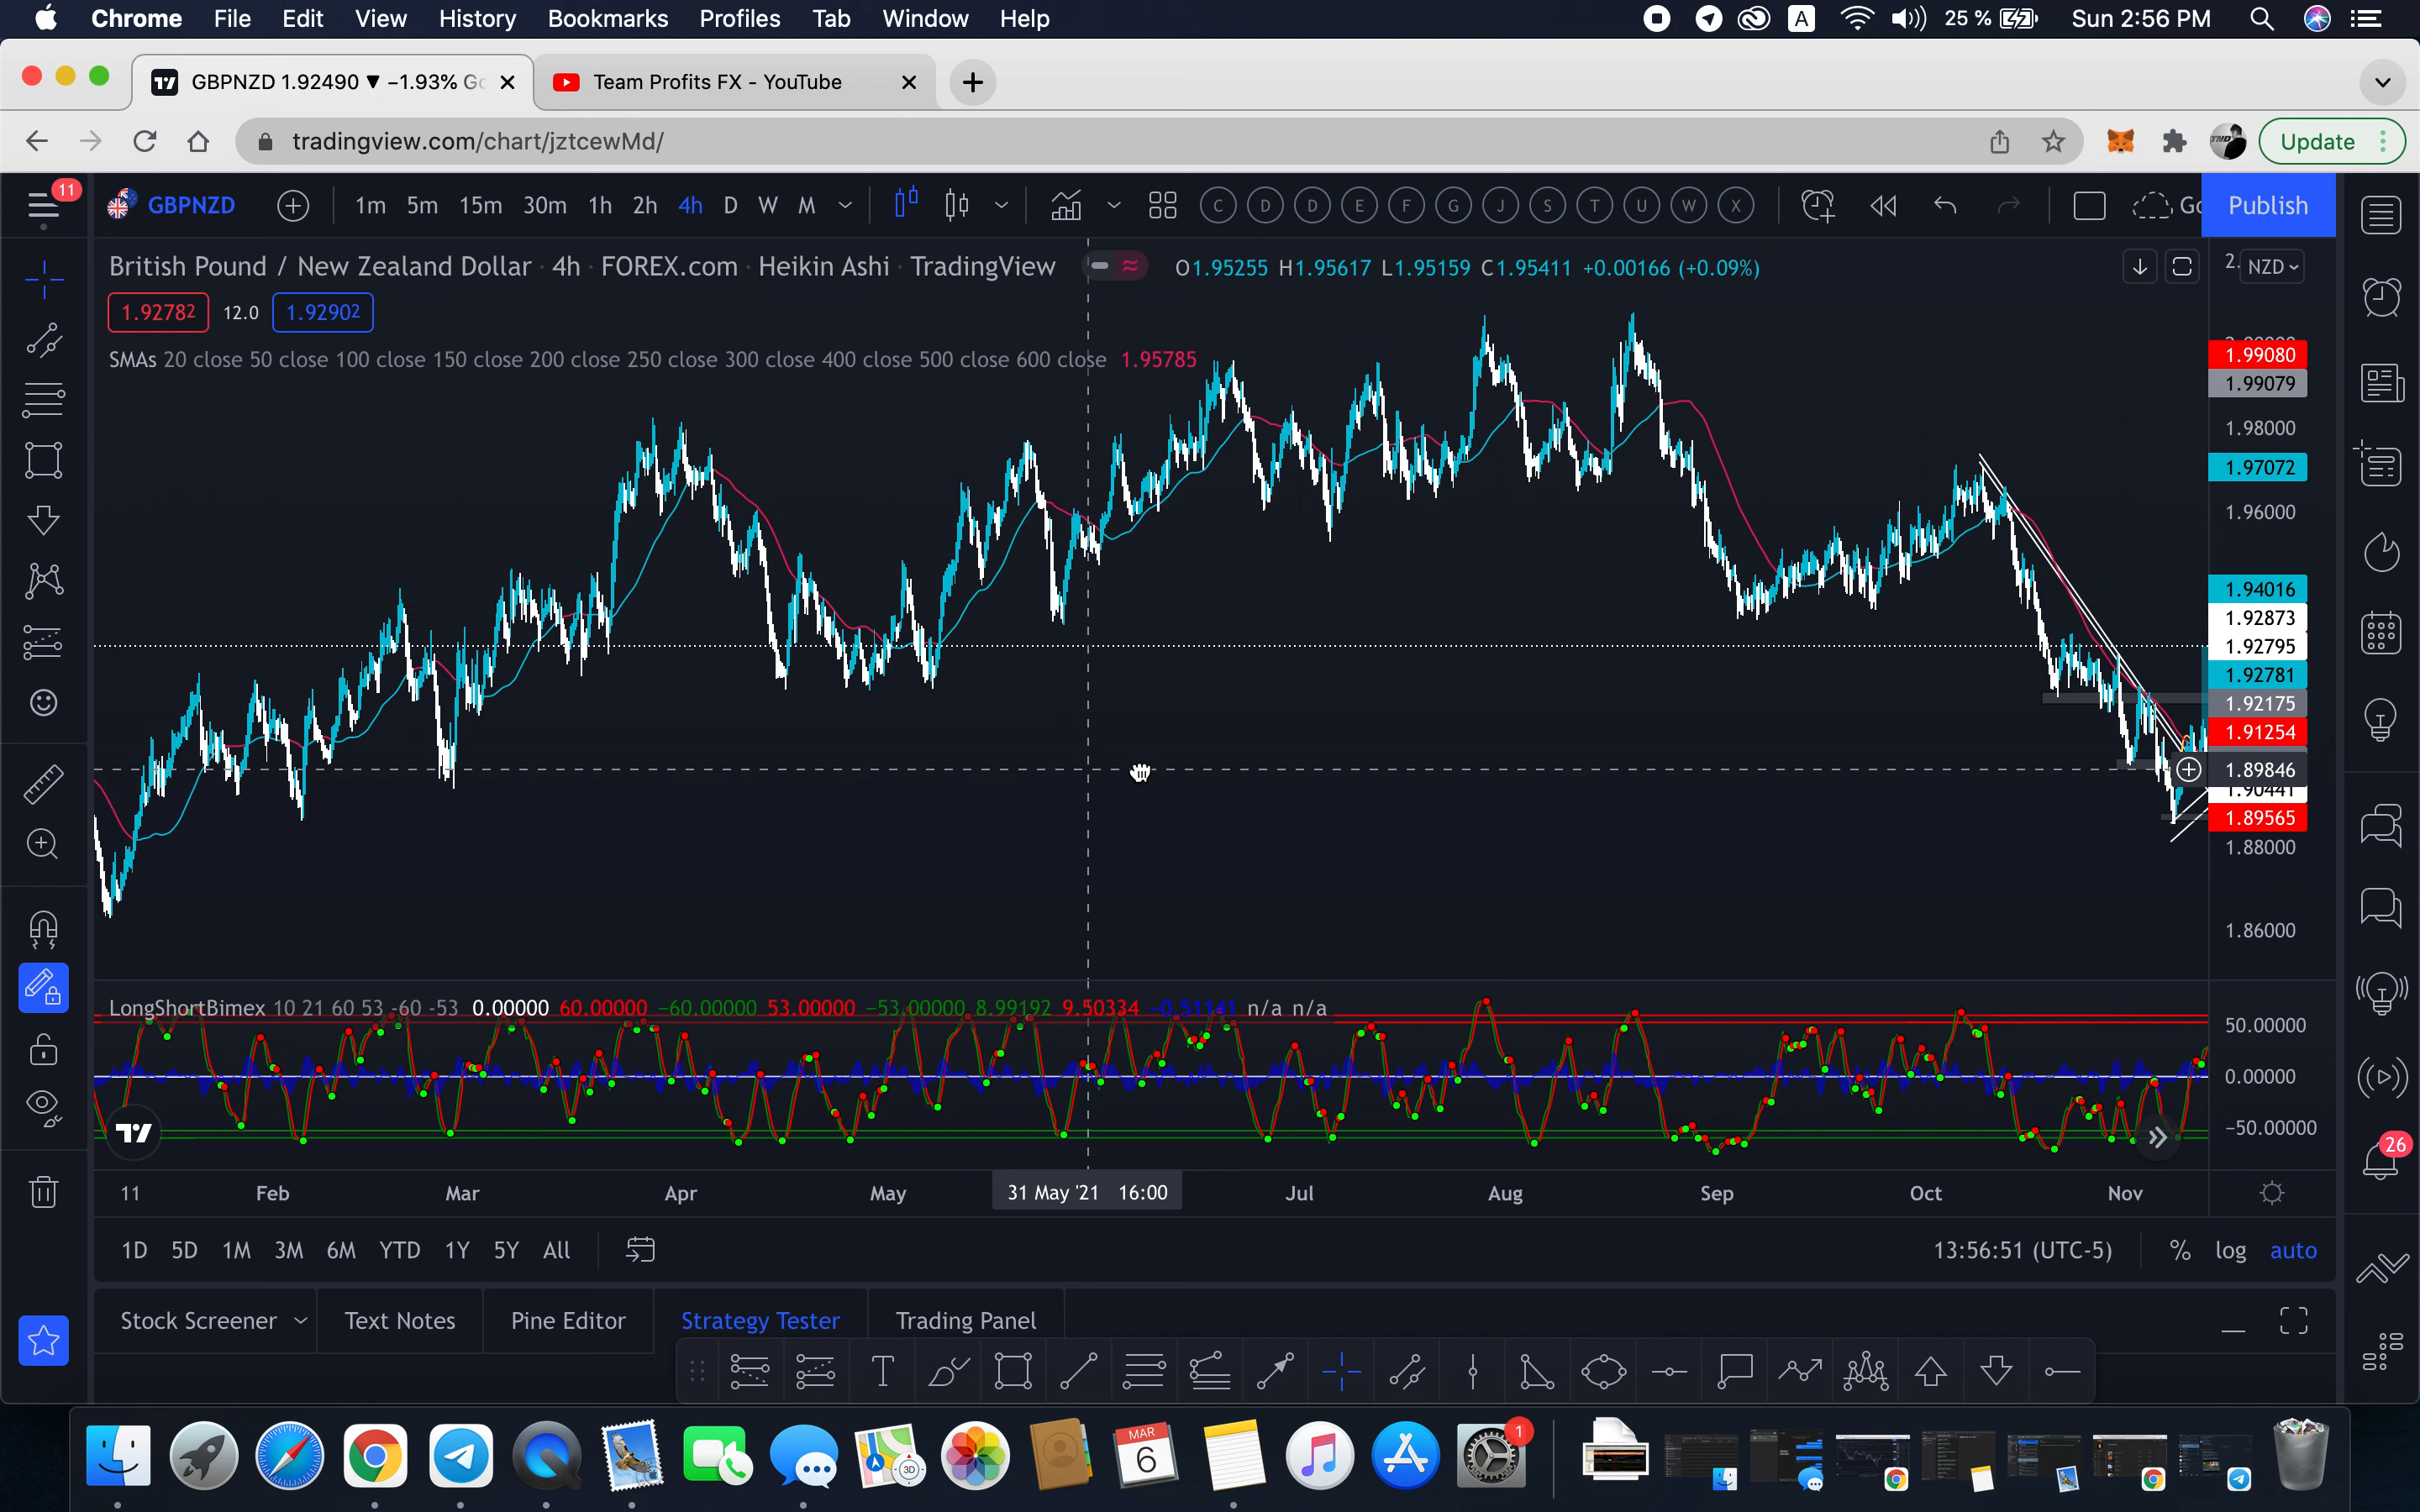 Chrome File Edit View History Bookmarks Profiles Tab Window Help A 25 % Sun 2:56 PM
GBPNZD 1.92490 ▼ −1.93% Team Profits FX - YouTube
tradingview.com/chart/jztcewMd/ Update
11 GBPNZD 1m 5m 15m 30m 1h 2h 4h D W M C D D E F G J S T U W X Publish
British Pound / New Zealand Dollar · 4h · FOREX.com · Heikin Ashi · TradingView O1.95255 H1.95617 L1.95159 C1.95411 +0.00166 (+0.09%) NZD
1.92782 12.0 1.92902
SMAs 20 close 50 close 100 close 150 close 200 close 250 close 300 close 400 close 500 close 600 close 1.95785
1.99080
1.99079
1.98000
1.97072
1.96000
1.94016
1.92873
1.92795
1.92781
1.92175
1.91254
1.89846
1.90441
1.89565
1.88000
1.86000
LongShortBimex 10 21 60 53 -60 -53 0.00000 60.00000 −60.00000 53.00000 −53.00000 8.99192 9.50334 −0.51141 n/a n/a
50.00000
0.00000
−50.00000
26
11 Feb Mar Apr May 31 May '21 16:00 Jul Aug Sep Oct Nov
1D 5D 1M 3M 6M YTD 1Y 5Y All 13:56:51 (UTC-5) % log auto
Stock Screener Text Notes Pine Editor Strategy Tester Trading Panel
T
3D MAR 6 1